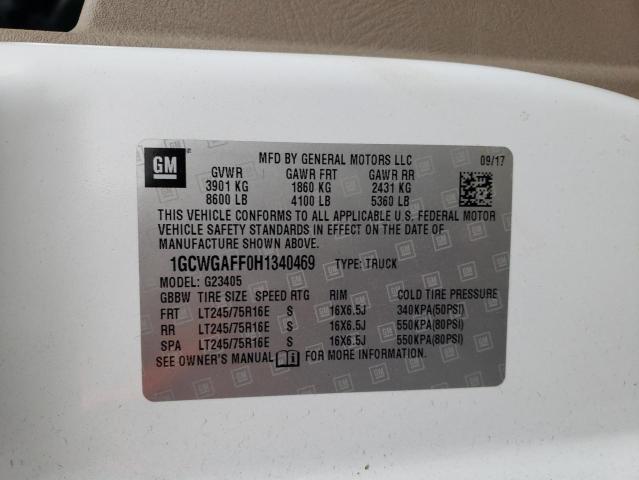 GM
MFD BY GENERAL MOTORS LLC 09/17
GVWR GAWR FRT GAWR RR
3901 KG 1860 KG 2431 KG
8600 LB 4100 LB 5360 LB
THIS VEHICLE CONFORMS TO ALL APPLICABLE U.S. FEDERAL MOTOR
VEHICLE SAFETY STANDARDS IN EFFECT ON THE DATE OF
MANUFACTURE SHOWN ABOVE.
1GCWGAFF0H1340469 TYPE: TRUCK
MODEL: G23405
GBBW TIRE SIZE SPEED RTG RIM COLD TIRE PRESSURE
FRT LT245/75R16E S 16X6.5J 340KPA(50PSI)
RR LT245/75R16E S 16X6.5J 550KPA(80PSI)
SPA LT245/75R16E S 16X6.5J 550KPA(80PSI)
SEE OWNER'S MANUAL FOR MORE INFORMATION.